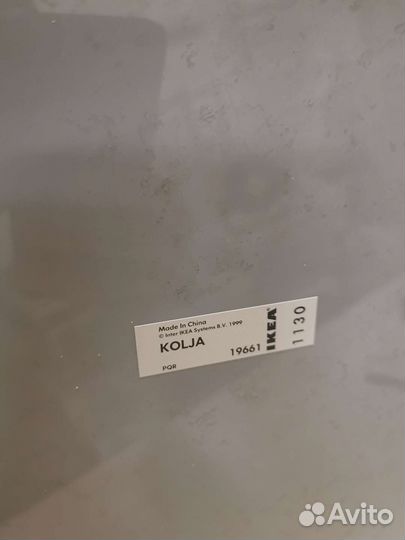 Made in China
© Inter IKEA Systems B.V. 1999
KOLJA
19661
PQR
IKEA
1130
Avito